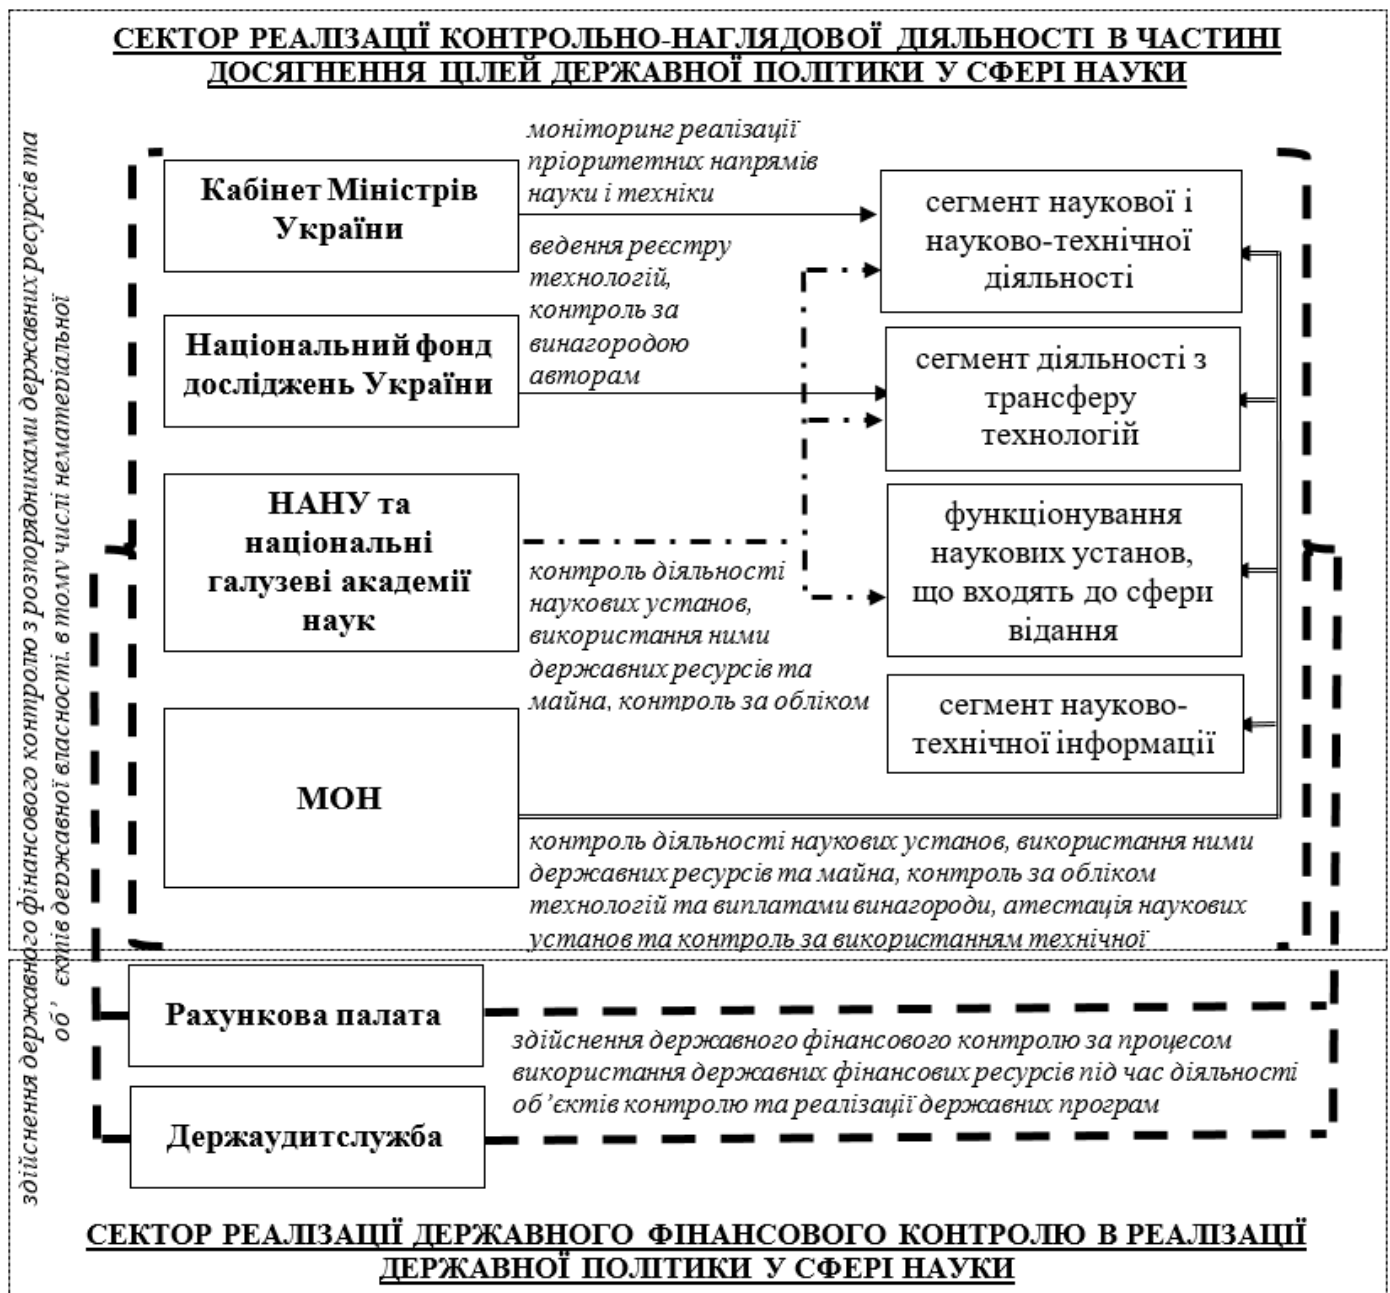 СЕКТОР РЕАЛІЗАЦІЇ КОНТРОЛЬНО-НАГЛЯДОВОЇ ДІЯЛЬНОСТІ В ЧАСТИНІ
ДОСЯГНЕННЯ ЦІЛЕЙ ДЕРЖАВНОЇ ПОЛІТИКИ У СФЕРІ НАУКИ
здійснення державного фінансового контролю з розпорядниками державних ресурсів та
об’єктів державної власності, в тому числі нематеріальної
Кабінет Міністрів
України
моніторинг реалізації
пріоритетних напрямів
науки і техніки
сегмент наукової і
науково-технічної
діяльності
Національний фонд
досліджень України
ведення реєстру
технологій,
контроль за
винагородою
авторам
сегмент діяльності з
трансферу
технологій
НАНУ та
національні
галузеві академії
наук
контроль діяльності
наукових установ,
використання ними
державних ресурсів та
майна, контроль за обліком
функціонування
наукових установ,
що входять до сфери
відання
сегмент науково-
технічної інформації
МОН
контроль діяльності наукових установ, використання ними
державних ресурсів та майна, контроль за обліком
технологій та виплатами винагороди, атестація наукових
установ та контроль за використанням технічної
Рахункова палата
здійснення державного фінансового контролю за процесом
використання державних фінансових ресурсів під час діяльності
об’єктів контролю та реалізації державних програм
Держаудитслужба
СЕКТОР РЕАЛІЗАЦІЇ ДЕРЖАВНОГО ФІНАНСОВОГО КОНТРОЛЮ В РЕАЛІЗАЦІЇ
ДЕРЖАВНОЇ ПОЛІТИКИ У СФЕРІ НАУКИ